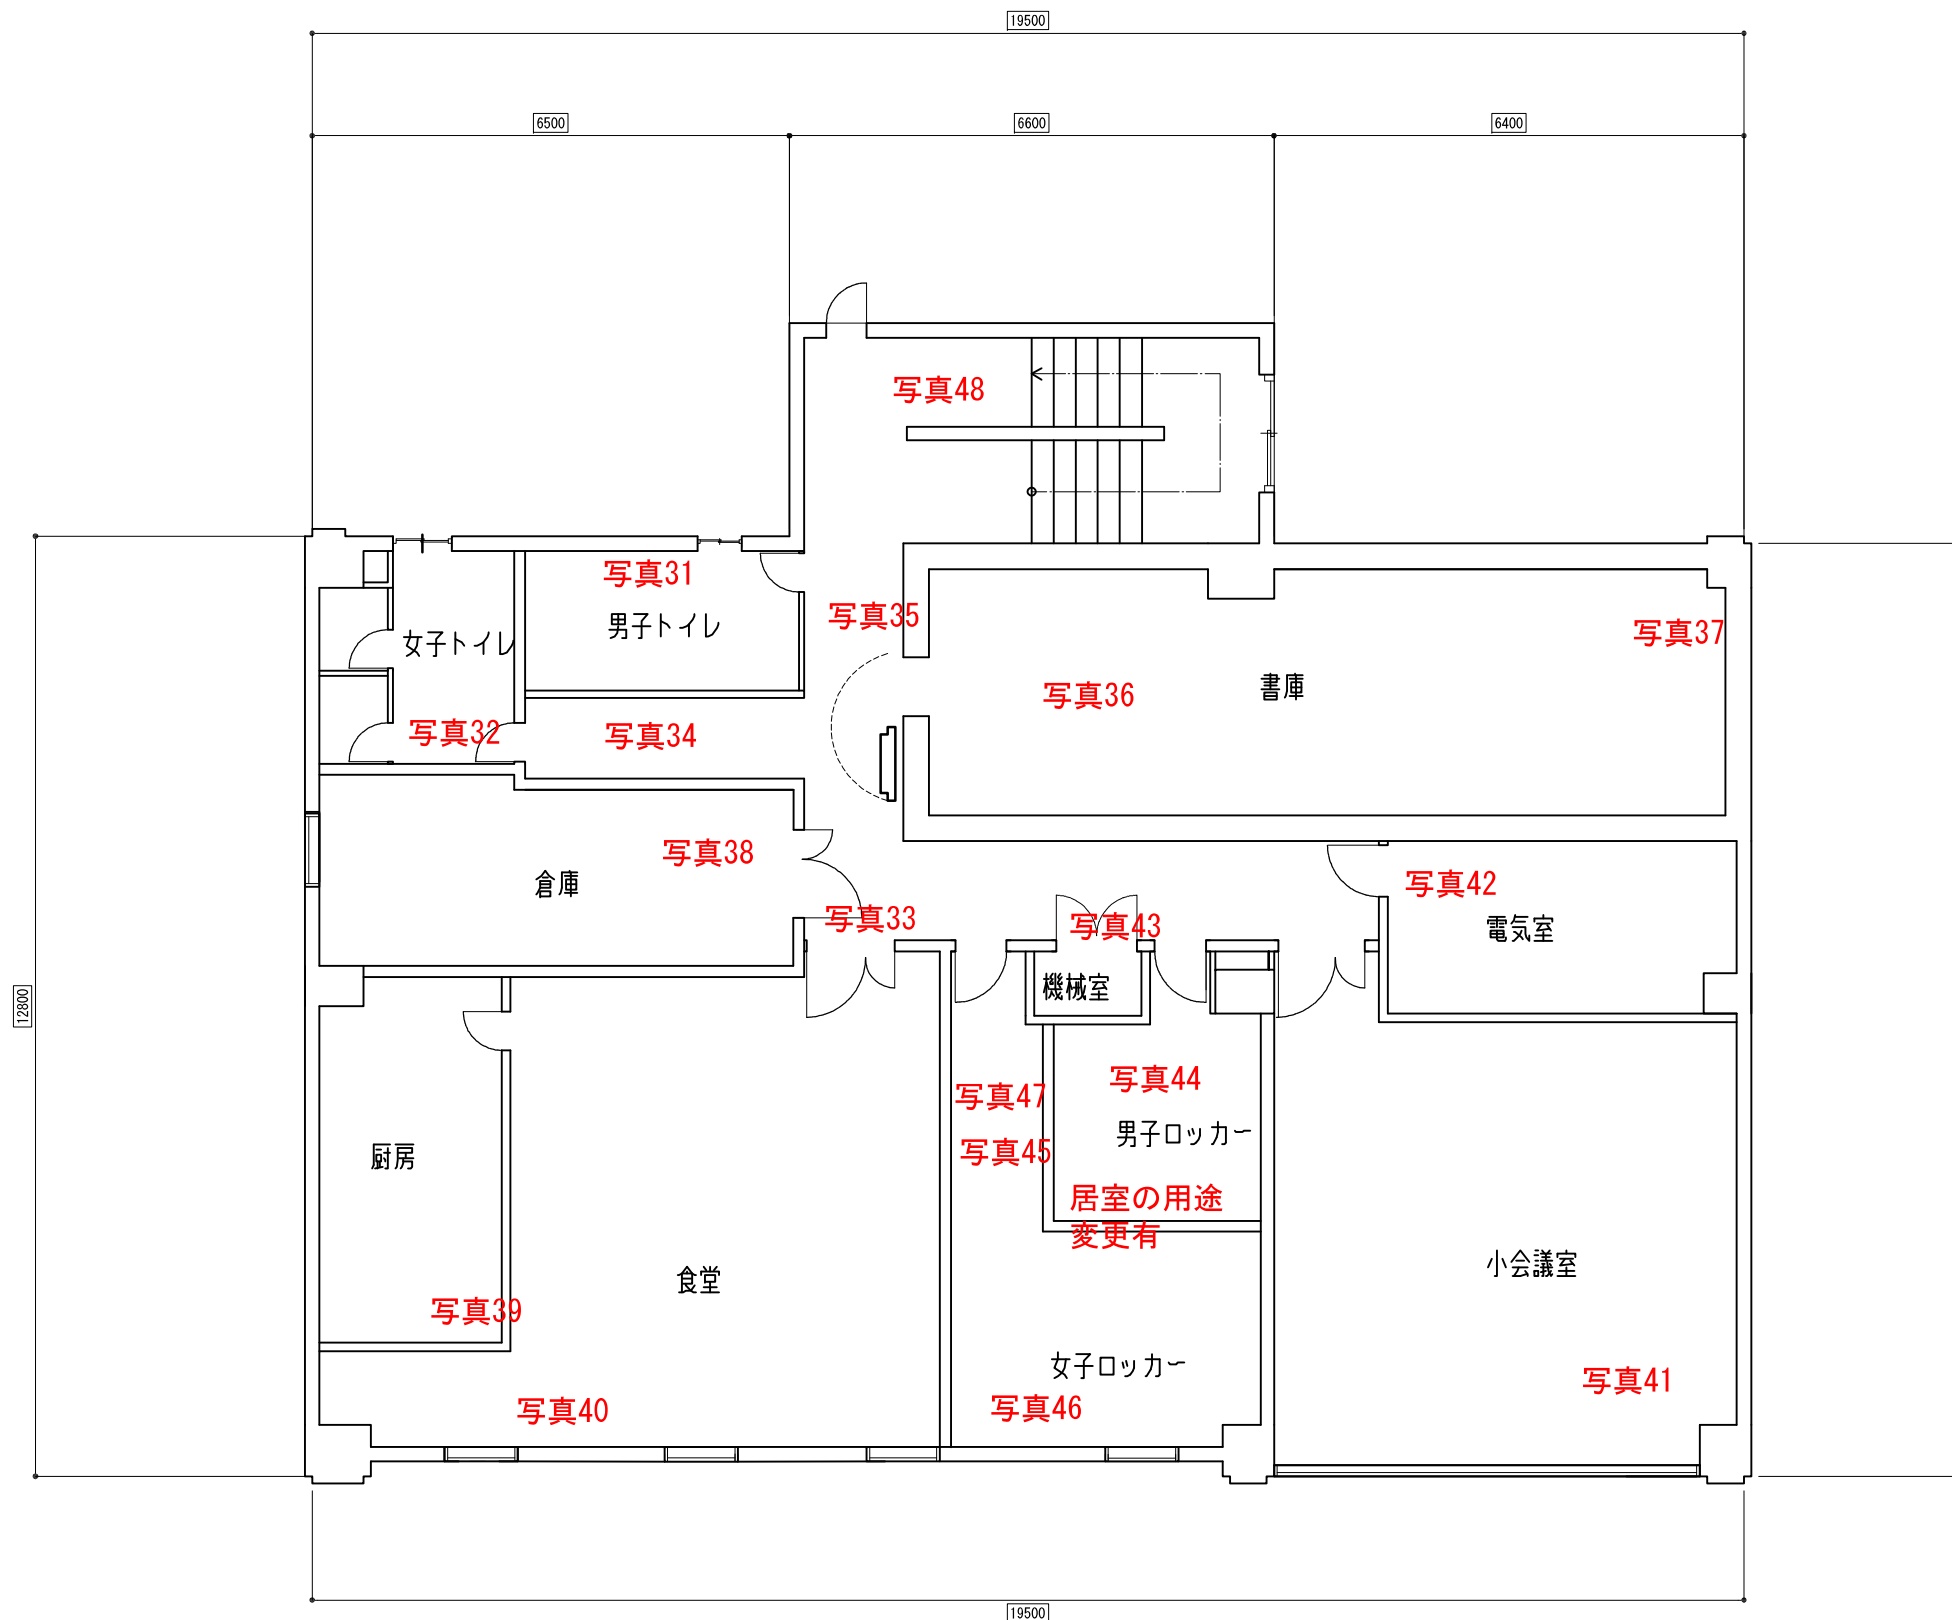 19500
6500
6600
6400
写真48
写真31
男子トイレ
女子トイレ
写真35
写真37
書庫
写真36
写真32
写真34
写真38
倉庫
写真33
写真43
写真42
電気室
機械室
12800
写真47
写真44
男子ロッカー
写真45
厨房
居室の用途
変更有
食堂
小会議室
写真39
女子ロッカー
写真41
写真40
写真46
19500